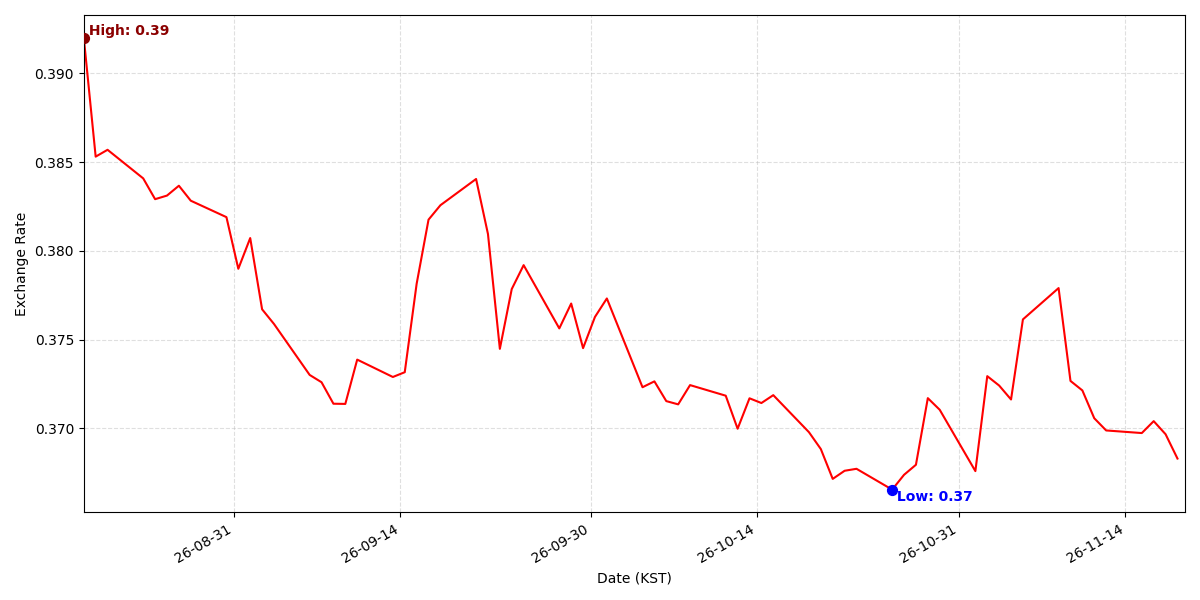 High: 0.39
0.390
0.385
0.380
0.375
0.370
Exchange Rate
Low: 0.37
26-08-31
26-09-14
26-09-30
26-10-14
26-10-31
26-11-14
Date (KST)